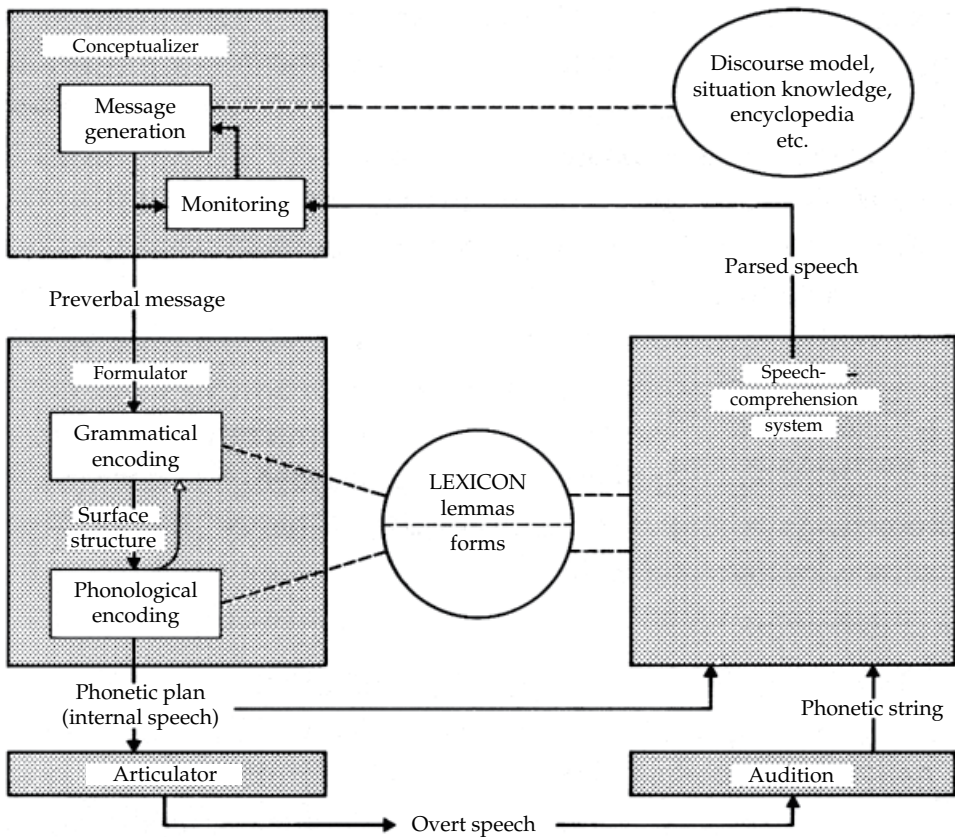 Conceptualizer
Message
generation
Monitoring
Discourse model,
situation knowledge,
encyclopedia
etc.
Parsed speech
Preverbal message
Formulator
Grammatical
encoding
Surface
structure
Phonological
encoding
LEXICON
lemmas
forms
Speech-
comprehension
system
Phonetic plan
(internal speech)
Phonetic string
Articulator
Audition
Overt speech